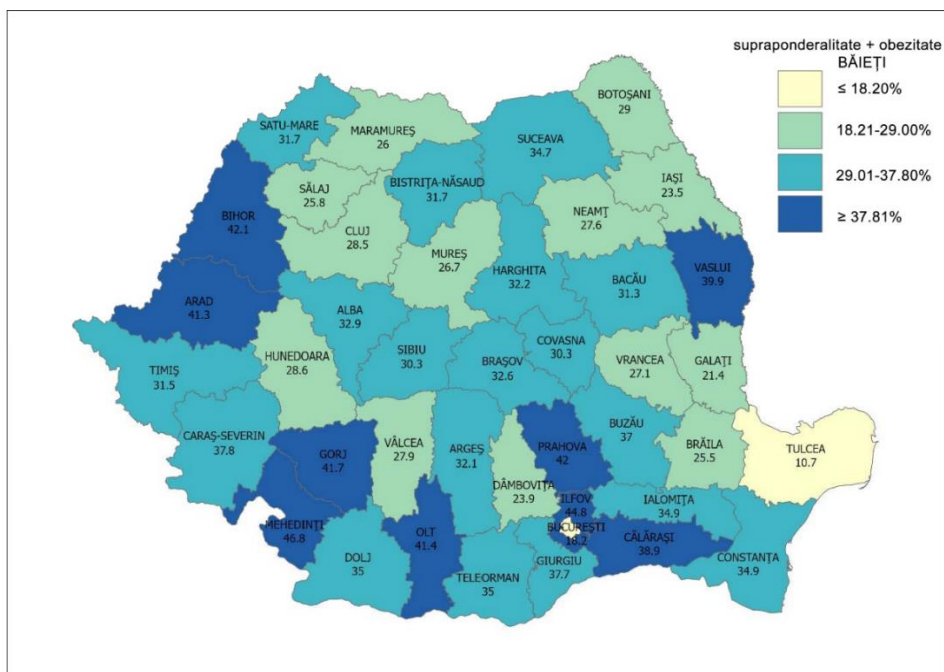 supraponderalitate + obezitate
BĂIEȚI
≤ 18.20%
18.21-29.00%
29.01-37.80%
≥ 37.81%
BOTOȘANI
29
SATU-MARE
31.7
MARAMUREȘ
26
SUCEAVA
34.7
IAȘI
23.5
BISTRIȚA-NĂSAUD
31.7
SĂLAJ
25.8
NEAMȚ
27.6
BIHOR
42.1
CLUJ
28.5
MUREȘ
26.7
HARGHITA
32.2
BACĂU
31.3
VASLUI
39.9
ARAD
41.3
ALBA
32.9
SIBIU
30.3
BRAȘOV
32.6
COVASNA
30.3
HUNEDOARA
28.6
VRANCEA
27.1
GALAȚI
21.4
TIMIȘ
31.5
CARAȘ-SEVERIN
37.8
GORJ
41.7
VÂLCEA
27.9
ARGEȘ
32.1
PRAHOVA
42
BUZĂU
37
BRĂILA
25.5
TULCEA
10.7
DÂMBOVIȚA
23.9
ILFOV
44.8
IALOMIȚA
34.9
BUCUREȘTI
18.2
MEHEDINȚI
46.8
OLT
41.4
CĂLĂRAȘI
38.9
DOLJ
35
TELEORMAN
35
GIURGIU
37.7
CONSTANȚA
34.9